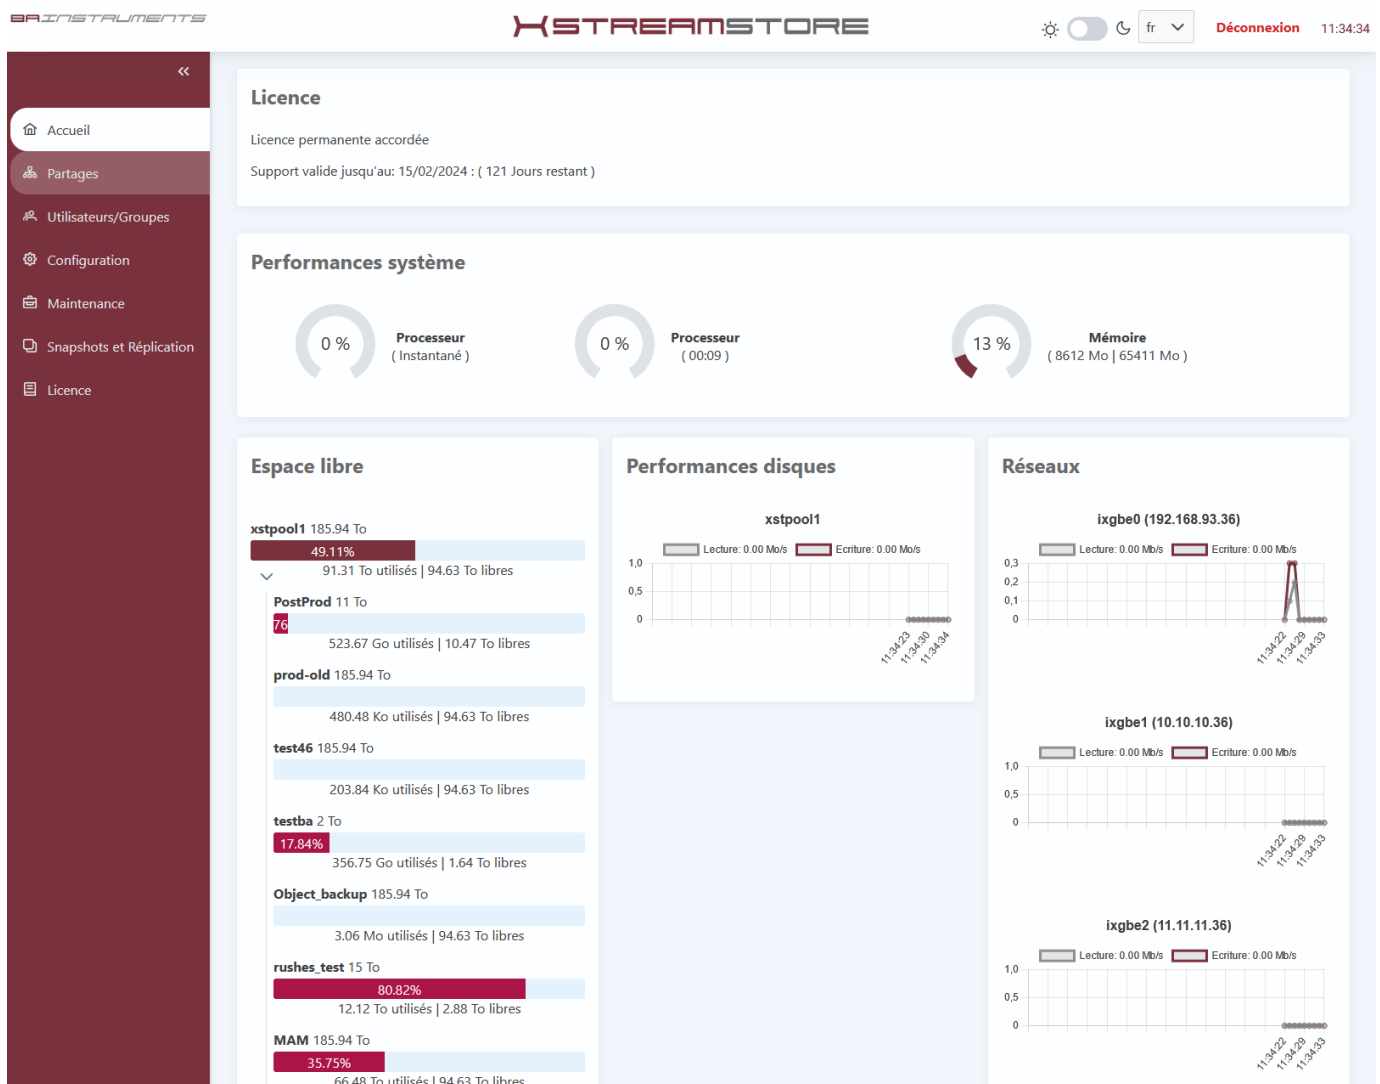 BAINSTRUMENTS
XSTREAMSTORE
fr
Déconnexion
11:34:34
Accueil
Partages
Utilisateurs/Groupes
Configuration
Maintenance
Snapshots et Réplication
Licence
Licence
Licence permanente accordée
Support valide jusqu'au: 15/02/2024 : ( 121 Jours restant )
Performances système
0 %
Processeur
( Instantané )
0 %
Processeur
( 00:09 )
13 %
Mémoire
( 8612 Mo | 65411 Mo )
Espace libre
xstpool1 185.94 To
49.11%
91.31 To utilisés | 94.63 To libres
PostProd 11 To
76
523.67 Go utilisés | 10.47 To libres
prod-old 185.94 To
480.48 Ko utilisés | 94.63 To libres
test46 185.94 To
203.84 Ko utilisés | 94.63 To libres
testba 2 To
17.84%
356.75 Go utilisés | 1.64 To libres
Object_backup 185.94 To
3.06 Mo utilisés | 94.63 To libres
rushes_test 15 To
80.82%
12.12 To utilisés | 2.88 To libres
MAM 185.94 To
35.75%
66.48 To utilisés | 94.63 To libres
Performances disques
xstpool1
Lecture: 0.00 Mo/s Ecriture: 0.00 Mo/s
1,0
0,5
0
11:34:23 11:34:30 11:34:34
Réseaux
ixgbe0 (192.168.93.36)
Lecture: 0.00 Mb/s Ecriture: 0.00 Mb/s
0,3
0,2
0,1
0
11:34:22 11:34:29 11:34:33
ixgbe1 (10.10.10.36)
Lecture: 0.00 Mb/s Ecriture: 0.00 Mb/s
1,0
0,5
0
11:34:22 11:34:29 11:34:33
ixgbe2 (11.11.11.36)
Lecture: 0.00 Mb/s Ecriture: 0.00 Mb/s
1,0
0,5
0
11:34:22 11:34:29 11:34:33